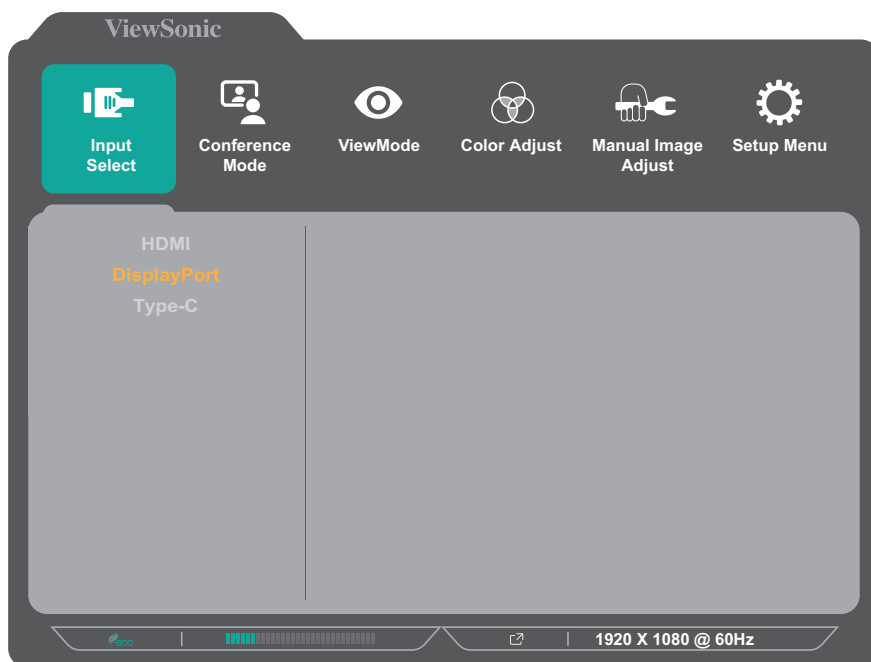 ViewSonic
Input
Select
Conference
Mode
ViewMode
Color Adjust
Manual Image
Adjust
Setup Menu
HDMI
DisplayPort
Type-C
eco
1920 X 1080 @ 60Hz